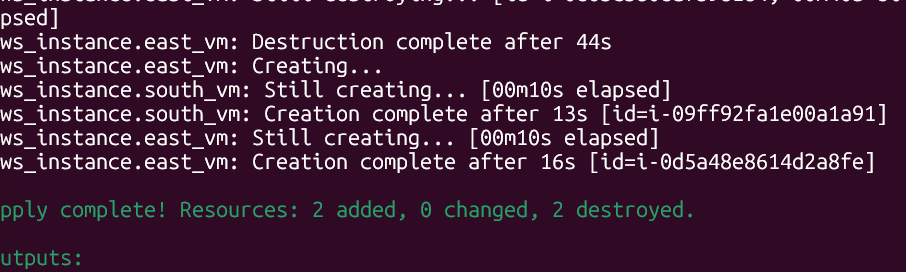 psed]
ws_instance.east_vm: Destruction complete after 44s
ws_instance.east_vm: Creating...
ws_instance.south_vm: Still creating... [00m10s elapsed]
ws_instance.south_vm: Creation complete after 13s [id=i-09ff92fa1e00a1a91]
ws_instance.east_vm: Still creating... [00m10s elapsed]
ws_instance.east_vm: Creation complete after 16s [id=i-0d5a48e8614d2a8fe]
pply complete! Resources: 2 added, 0 changed, 2 destroyed.
utputs: